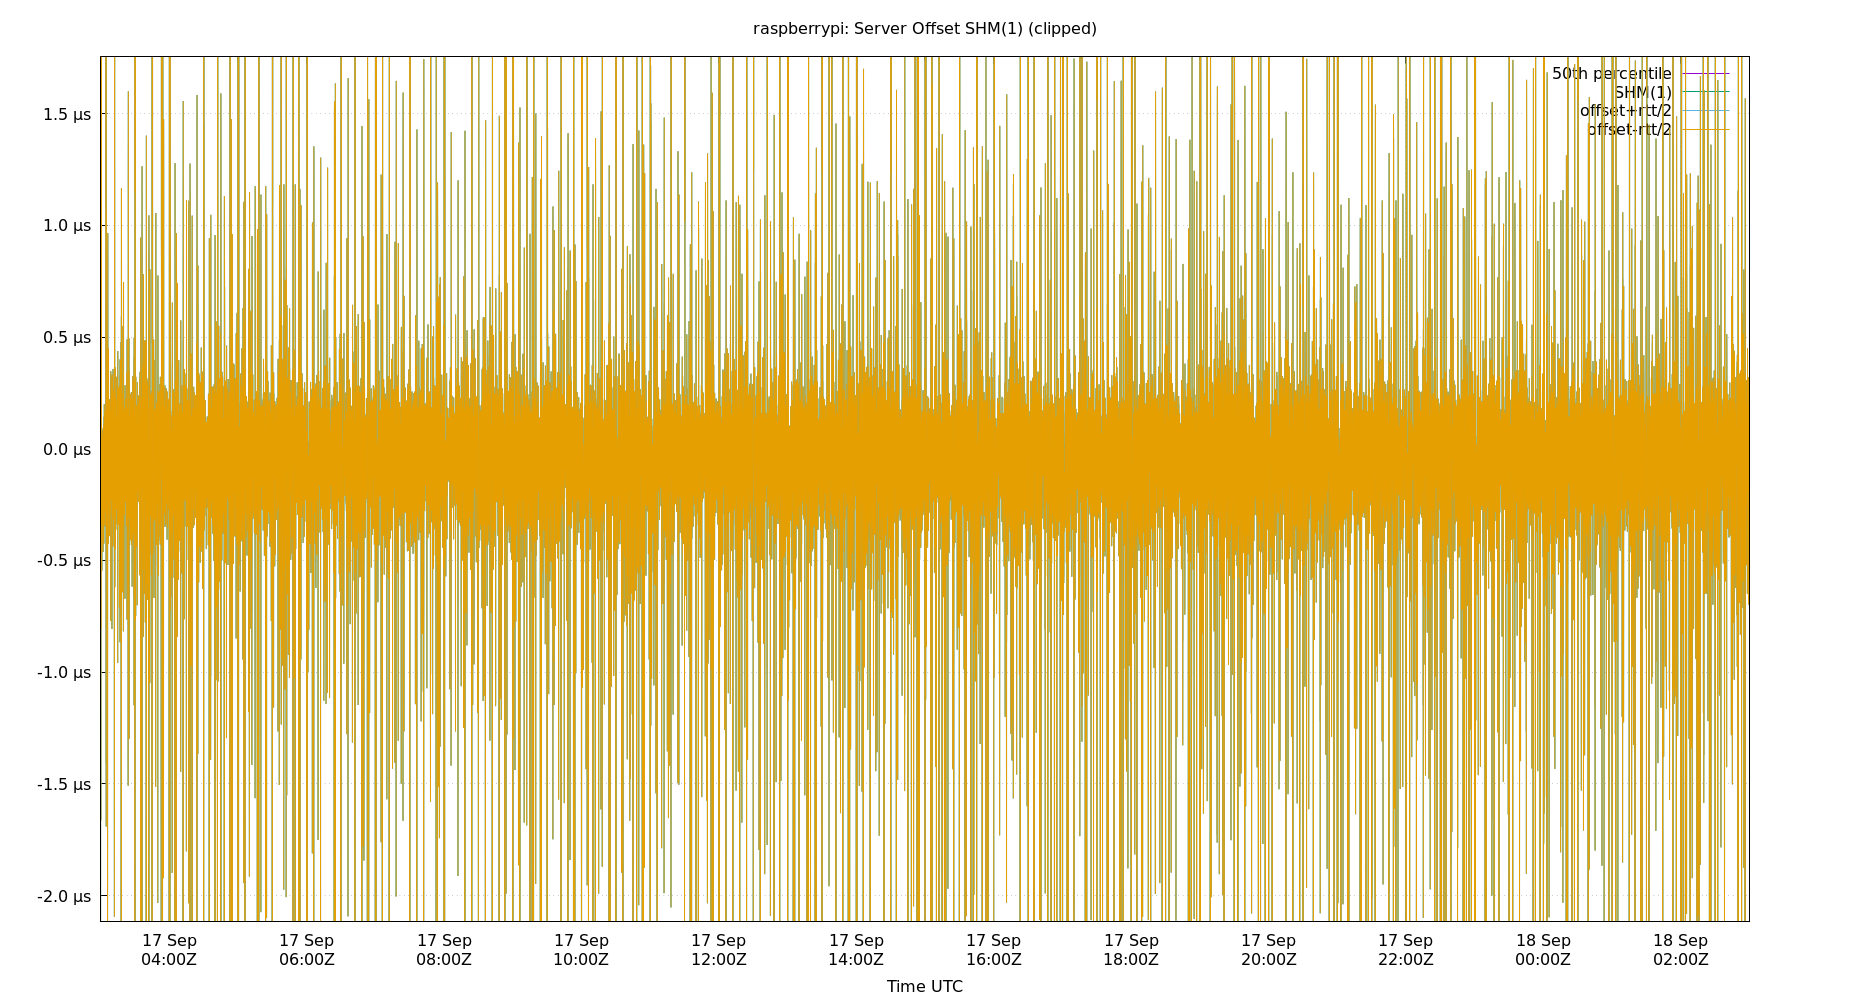 raspberrypi: Server Offset SHM(1) (clipped)
50th percentile
SHM(1)
offset+rtt/2
offset-rtt/2
1.5 µs
1.0 µs
0.5 µs
0.0 µs
-0.5 µs
-1.0 µs
-1.5 µs
-2.0 µs
17 Sep 17 Sep 17 Sep 17 Sep 17 Sep 17 Sep 17 Sep 17 Sep 17 Sep 17 Sep 18 Sep 18 Sep
04:00Z 06:00Z 08:00Z 10:00Z 12:00Z 14:00Z 16:00Z 18:00Z 20:00Z 22:00Z 00:00Z 02:00Z
Time UTC